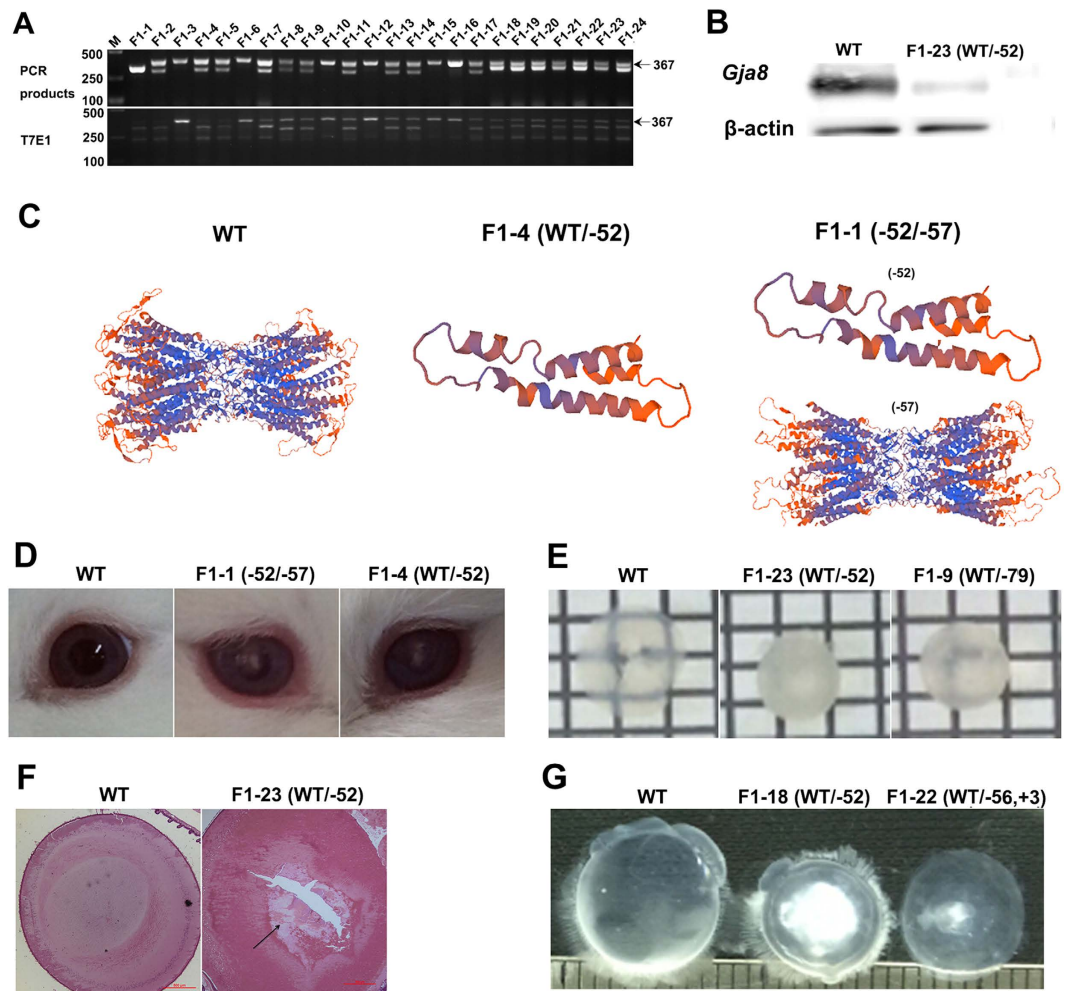 A
M F1-1 F1-2 F1-3 F1-4 F1-5 F1-6 F1-7 F1-8 F1-9 F1-10 F1-11 F1-12 F1-13 F1-14 F1-15 F1-16 F1-17 F1-18 F1-19 F1-20 F1-21 F1-22 F1-23 F1-24
500
PCR
250
367
products
100
500
367
T7E1
250
100
B
WT F1-23 (WT/-52)
Gja8
β-actin
C
WT
F1-4 (WT/-52)
F1-1 (-52/-57)
(-52)
(-57)
D
WT F1-1 (-52/-57) F1-4 (WT/-52)
E
WT F1-23 (WT/-52) F1-9 (WT/-79)
F
WT F1-23 (WT/-52)
G
WT F1-18 (WT/-52) F1-22 (WT/-56,+3)